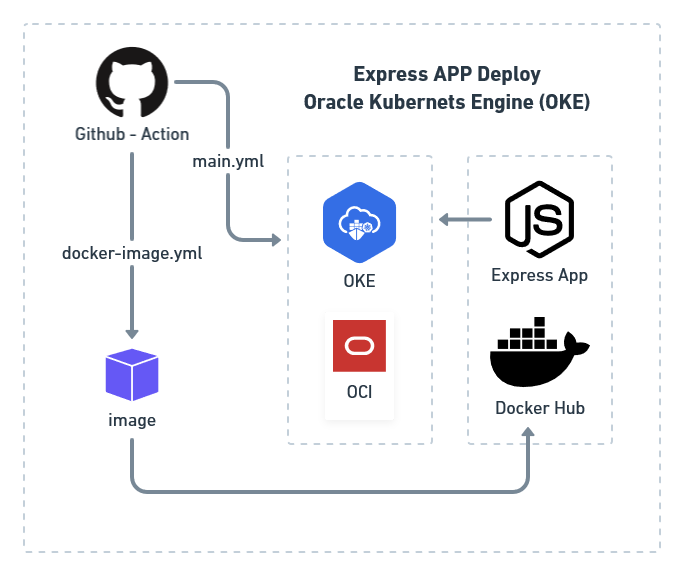 Express APP Deploy
Oracle Kubernets Engine (OKE)
Github - Action
main.yml
docker-image.yml
OKE
JS
Express App
OCI
Docker Hub
image